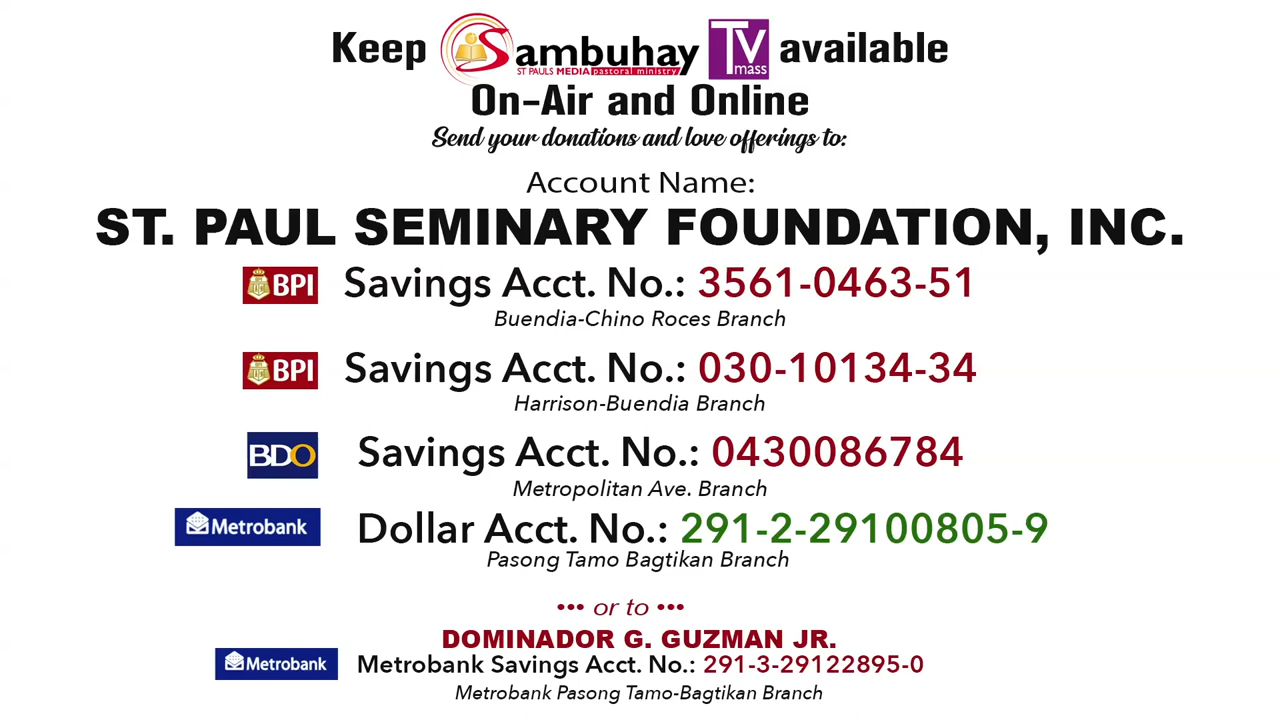 Keep Sambuhay TV mass available
ST PAULS MEDIA pastoral ministry
On-Air and Online
Send your donations and love offerings to:
Account Name:
ST. PAUL SEMINARY FOUNDATION, INC.
BPI Savings Acct. No.: 3561-0463-51
Buendia-Chino Roces Branch
BPI Savings Acct. No.: 030-10134-34
Harrison-Buendia Branch
BDO Savings Acct. No.: 0430086784
Metropolitan Ave. Branch
Metrobank Dollar Acct. No.: 291-2-29100805-9
Pasong Tamo Bagtikan Branch
••• or to •••
DOMINADOR G. GUZMAN JR.
Metrobank Metrobank Savings Acct. No.: 291-3-29122895-0
Metrobank Pasong Tamo-Bagtikan Branch